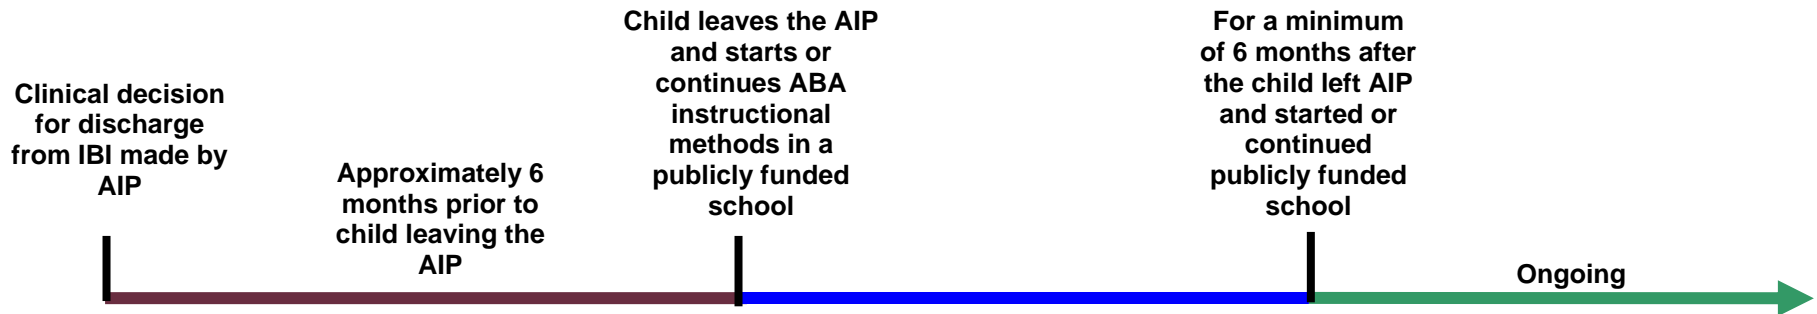 Clinical decision
for discharge
from IBI made by
AIP
Approximately 6
months prior to
child leaving the
AIP
Child leaves the AIP
and starts or
continues ABA
instructional
methods in a
publicly funded
school
For a minimum
of 6 months after
the child left AIP
and started or
continued
publicly funded
school
Ongoing